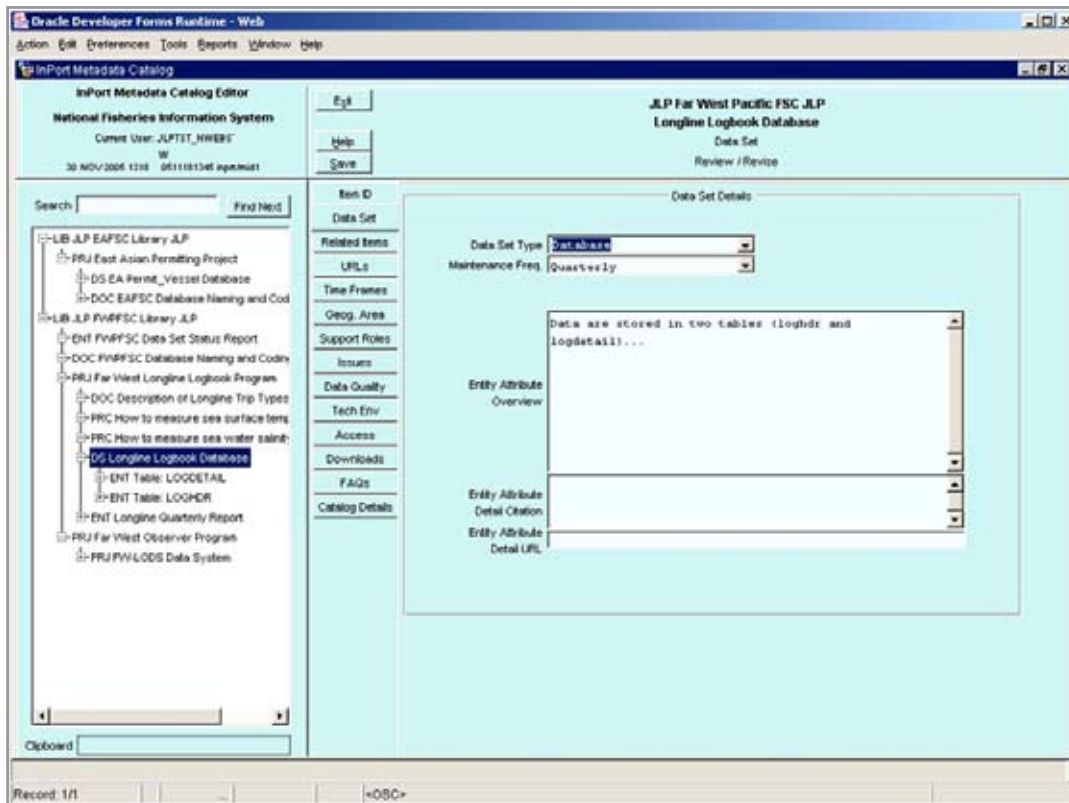 Oracle Developer Forms Runtime - Web
Action Edit Preferences Tools Reports Window Help
InPort Metadata Catalog
InPort Metadata Catalog Editor
National Fisheries Information System
Current User: JLPTST_NWEBS
W
30 NOV/2005 1318
Exit
Help
Save
JLP Far West Pacific FSC JLP
Longline Logbook Database
Data Set
Review / Revise
Search
Find Next
LIB JLP EAFSC Library JLP
PRJ East Asian Permitting Project
DS EA Permit_Vessel Database
DOC EAFSC Database Naming and Cod
LIB JLP FWPFSC Library JLP
ENT FWPFSC Data Set Status Report
DOC FWPFSC Database Naming and Coding
PRJ Far West Longline Logbook Program
DOC Description of Longline Trip Types
PRC How to measure sea surface temp
PRC How to measure sea water salinity
DS Longline Logbook Database
ENT Table: LOGDETAIL
ENT Table: LOGHDR
ENT Longline Quarterly Report
PRJ Far West Observer Program
PRJ FW-LODS Data System
Clipboard
Item ID
Data Set
Related Items
URLs
Time Frames
Geog. Area
Support Roles
Issues
Data Quality
Tech Env
Access
Downloads
FAQs
Catalog Details
Data Set Details
Data Set Type Database
Maintenance Freq. Quarterly
Entity Attribute
Overview
Data are stored in two tables (loghdr and
logdetail)...
Entity Attribute
Detail Citation
Entity Attribute
Detail URL
Record: 1/1
...
<OSC>